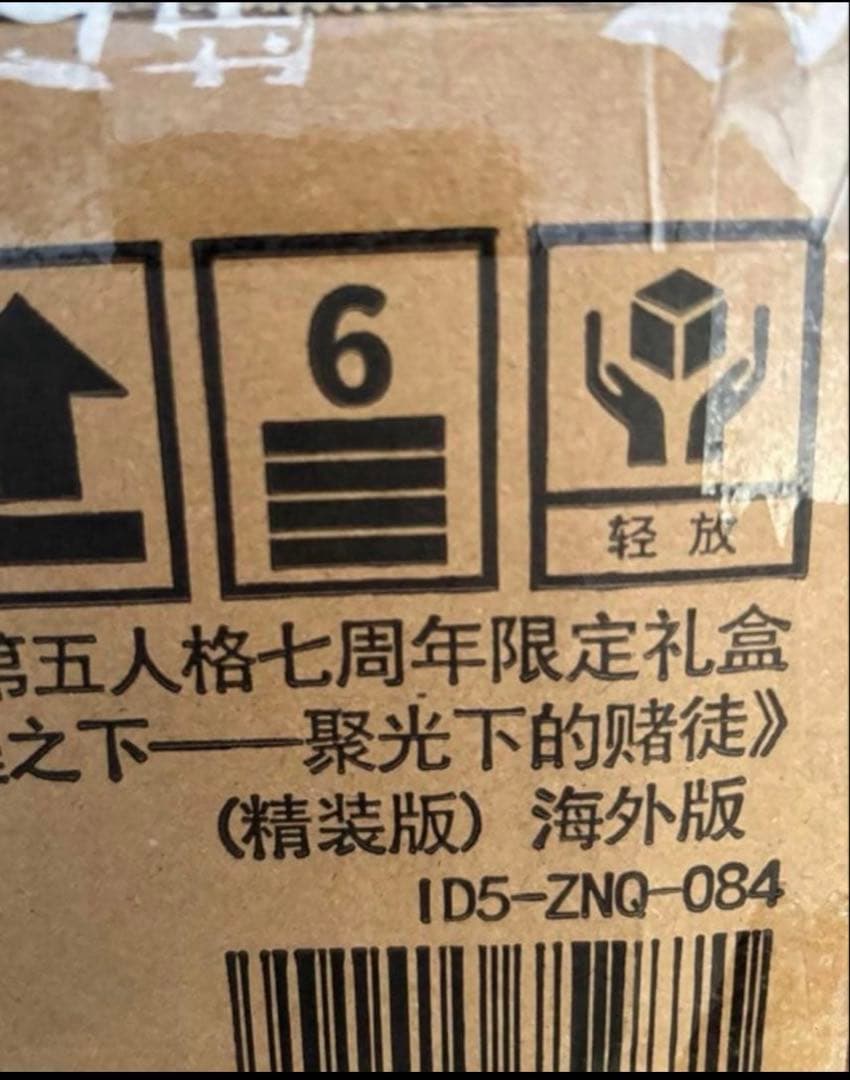 6
轻 放
第五人格七周年限定礼盒
之下——聚光下的赌徒》
(精装版) 海外版
ID5-ZNQ-084